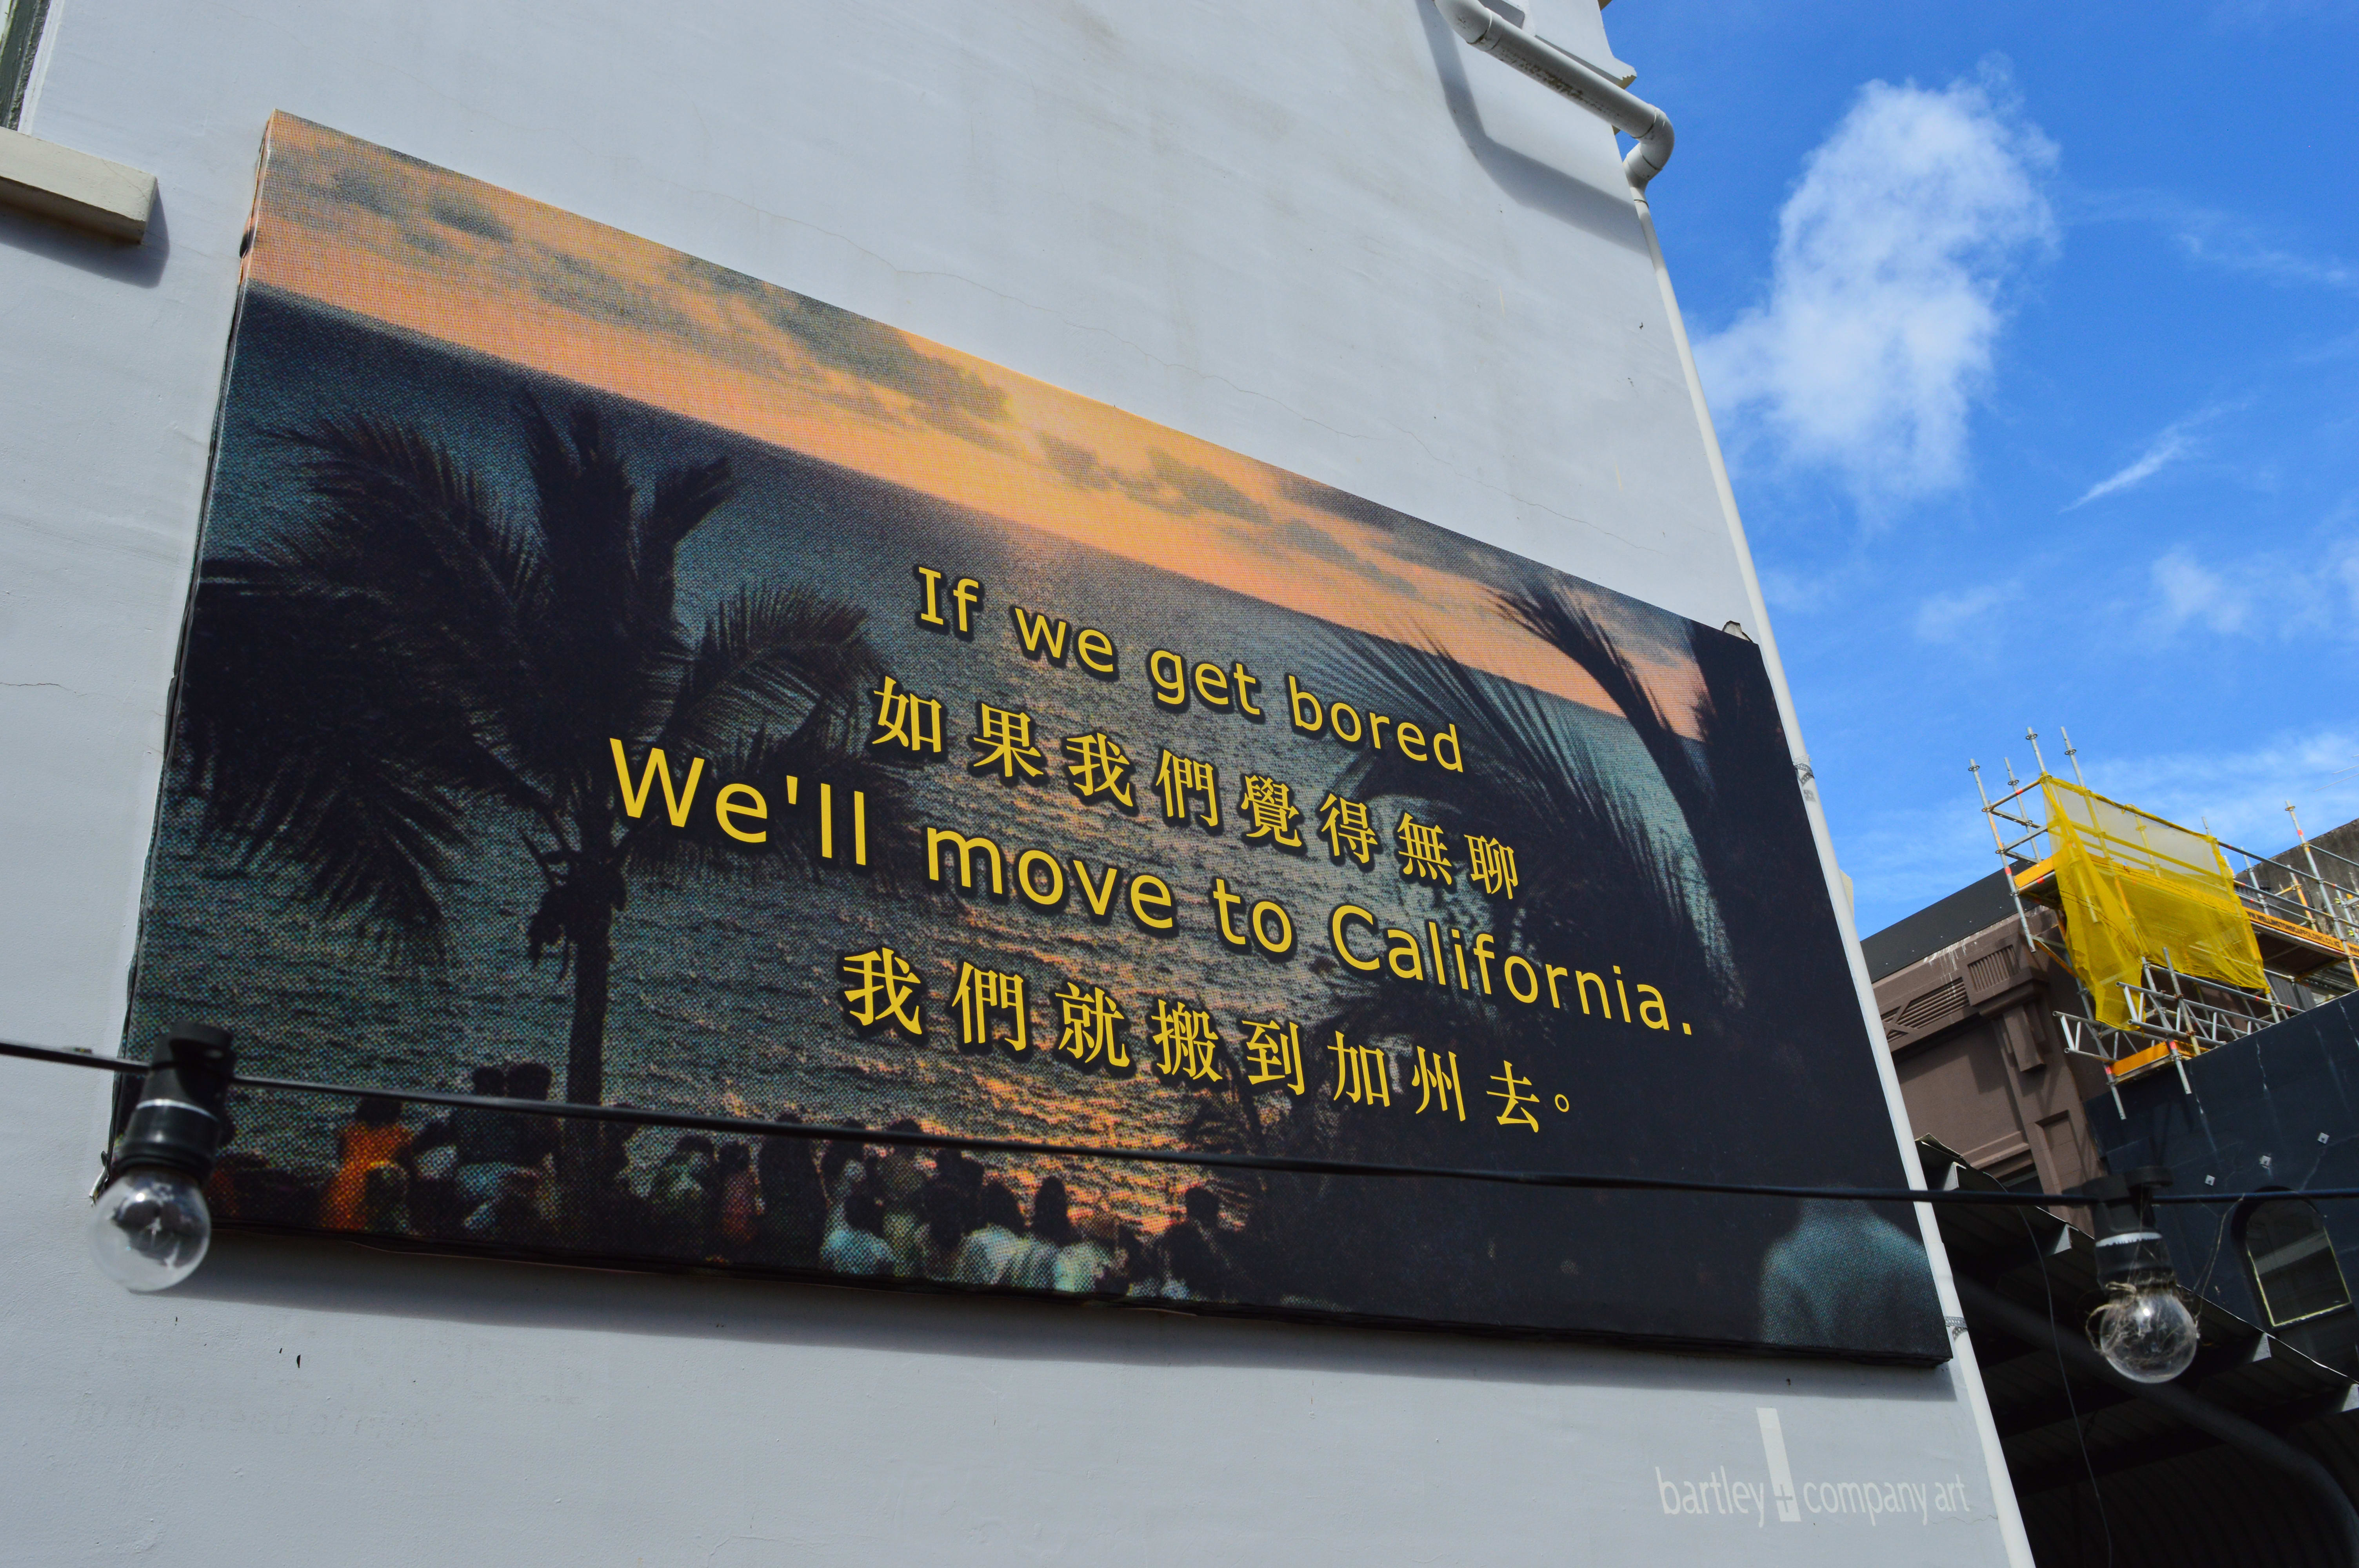 If we get bored
如果我們覺得無聊
We'll move to California.
我們就搬到加州去。
bartley + company art